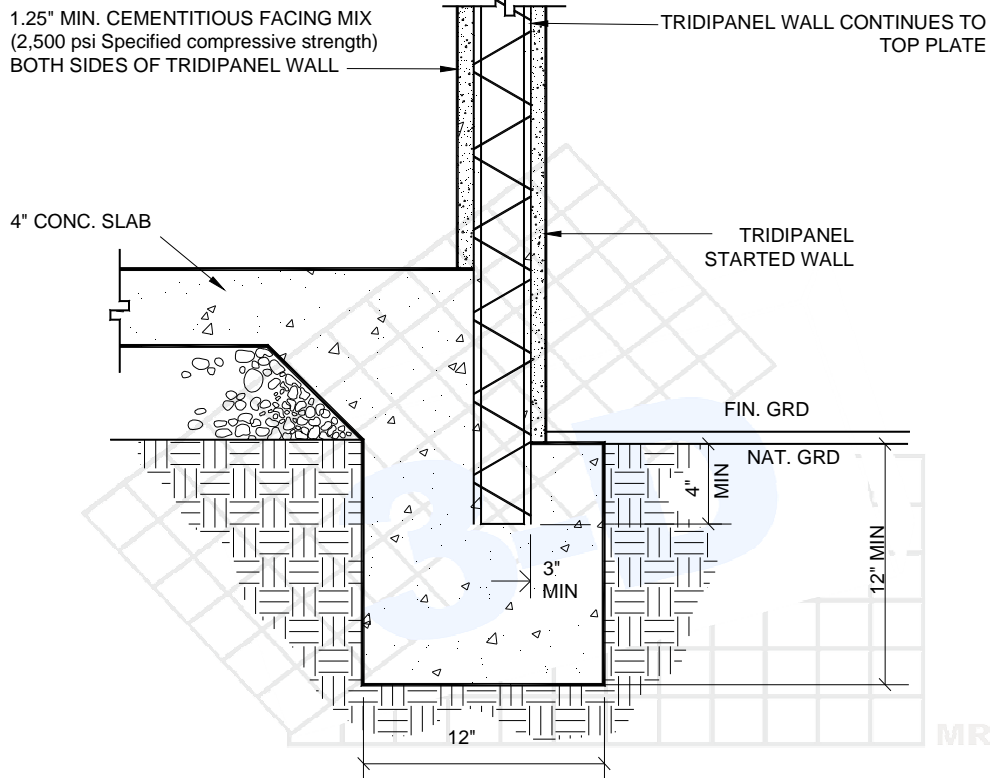 1.25" MIN. CEMENTITIOUS FACING MIX
(2,500 psi Specified compressive strength)
BOTH SIDES OF TRIDIPANEL WALL
TRIDIPANEL WALL CONTINUES TO
TOP PLATE
4" CONC. SLAB
TRIDIPANEL
STARTED WALL
FIN. GRD
NAT. GRD
4"
MIN
12" MIN
3"
MIN
12"
3-D
MR